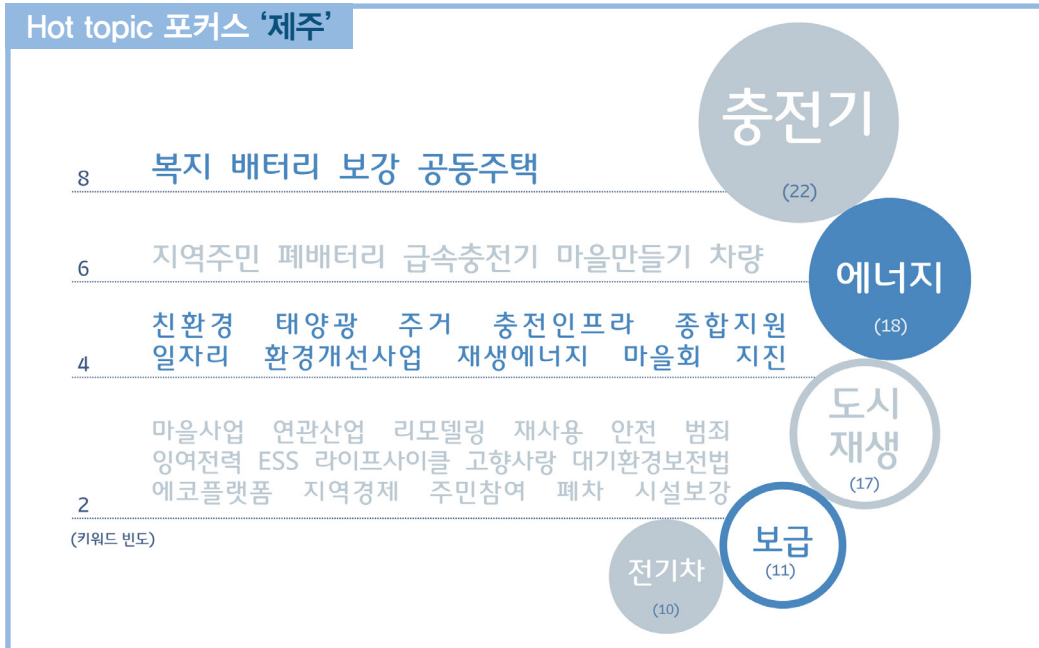 Hot topic 포커스 ‘제주’
충전기
(22)
8 복지 배터리 보강 공동주택
6 지역주민 폐배터리 급속충전기 마을만들기 차량
에너지
(18)
친환경 태양광 주거 충전인프라 종합지원
4 일자리 환경개선사업 재생에너지 마을회 지진
도시
재생
(17)
마을사업 연관산업 리모델링 재사용 안전 범죄
잉여전력 ESS 라이프사이클 고향사랑 대기환경보전법
2 에코플랫폼 지역경제 주민참여 폐차 시설보강
(키워드 빈도)
보급
(11)
전기차
(10)